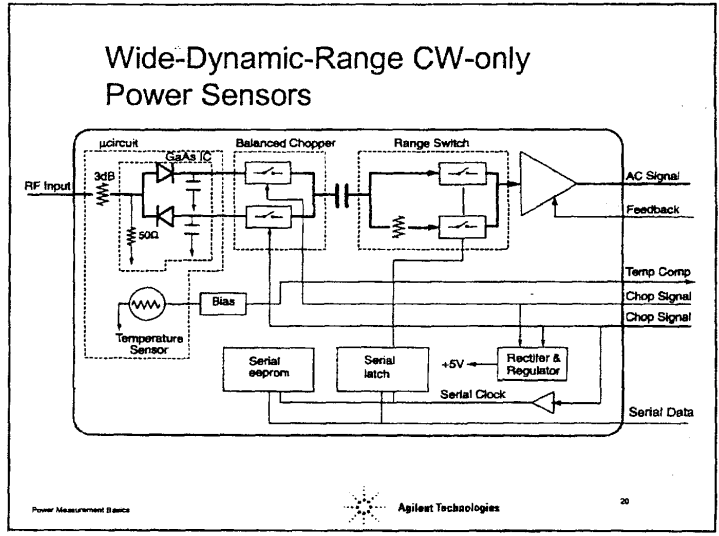 Wide-Dynamic-Range CW-only
Power Sensors
µcircuit
GaAs IC
Balanced Chopper
Range Switch
3dB
RF Input
50Ω
AC Signal
Feedback
Temp Comp
Chop Signal
Chop Signal
Bias
Temperature
Sensor
Serial
eeprom
Serial
latch
+5V
Rectifer &
Regulator
Serial Clock
Serial Data
Power Measurement Basics
Agilent Technologies
20